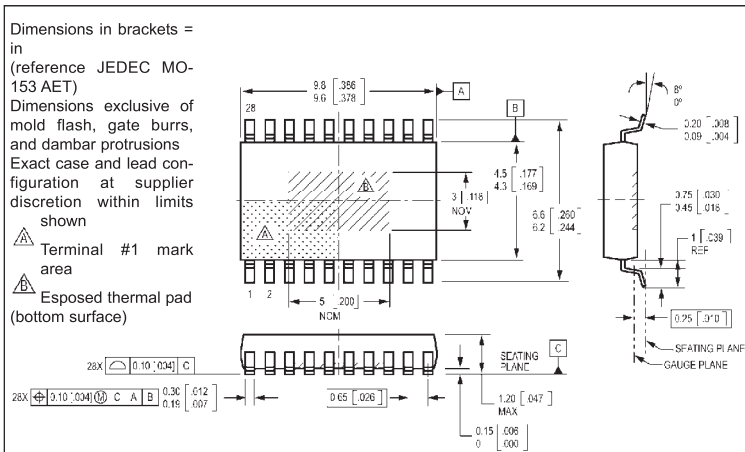 Dimensions in brackets =
in
(reference JEDEC MO-
153 AET)
Dimensions exclusive of
mold flash, gate burrs,
and dambar protrusions
Exact case and lead con-
figuration at supplier
discretion within limits
shown
A Terminal #1 mark
area
B Esposed thermal pad
(bottom surface)
9.8 [.386
9.6 .378]
A
28
B
8°
0°
0.20 [.008
0.09 .004]
4.5 [.177
4.3 .169]
B
3 [.118]
NOV
6.6 [.260
6.2 .244]
A
0.75 [.030
0.45 .018]
1 [.039]
REF
1 2
5 [.200]
NOM
0.25 [.010]
SEATING PLANE
GAUGE PLANE
SEATING
PLANE
C
28X ⌓ 0.10 [.004] C
28X ⌖ 0.10 [.004] Ⓜ C A B
0.30 [.012
0.19 .007]
0.65 [.026]
1.20 [.047]
MAX
0.15 [.006
0 .000]